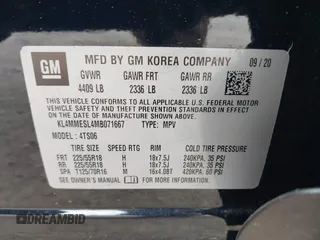 GM
MFD BY GM KOREA COMPANY 09/20
GVWR GAWR FRT GAWR RR
4409 LB 2336 LB 2336 LB
THIS VEHICLE CONFORMS TO ALL APPLICABLE U.S. FEDERAL MOTOR
VEHICLE SAFETY AND THEFT PREVENTION STANDARDS IN EFFECT ON
THE DATE OF MANUFACTURE SHOWN ABOVE.
KL4MMESL4MB071667 TYPE: MPV
MODEL: 4TS06
TIRE SIZE SPEED RTG RIM COLD TIRE PRESSURE
FRT 225/55R18 H 18x7.5J 240KPA, 35 PSI
RR 225/55R18 H 18x7.5J 240KPA, 35 PSI
SPA T125/70R16 M 16x4.0BT 420KPA, 60 PSI
SEE OWNER'S MANUAL FOR ADDITIONAL INFORMATION.